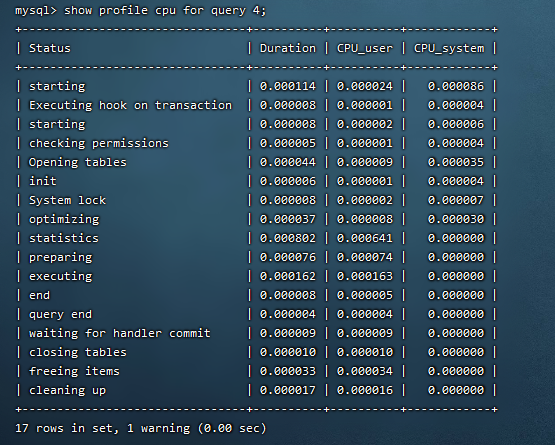 mysql> show profile cpu for query 4;
+--------------------------------+----------+----------+------------+
| Status                         | Duration | CPU_user | CPU_system |
+--------------------------------+----------+----------+------------+
| starting                       | 0.000114 | 0.000024 |   0.000086 |
| Executing hook on transaction  | 0.000008 | 0.000001 |   0.000004 |
| starting                       | 0.000008 | 0.000002 |   0.000006 |
| checking permissions           | 0.000005 | 0.000001 |   0.000004 |
| Opening tables                 | 0.000044 | 0.000009 |   0.000035 |
| init                           | 0.000006 | 0.000001 |   0.000004 |
| System lock                    | 0.000008 | 0.000002 |   0.000007 |
| optimizing                     | 0.000037 | 0.000008 |   0.000030 |
| statistics                     | 0.000802 | 0.000641 |   0.000000 |
| preparing                      | 0.000076 | 0.000074 |   0.000000 |
| executing                      | 0.000162 | 0.000163 |   0.000000 |
| end                            | 0.000008 | 0.000005 |   0.000000 |
| query end                      | 0.000004 | 0.000004 |   0.000000 |
| waiting for handler commit     | 0.000009 | 0.000009 |   0.000000 |
| closing tables                 | 0.000010 | 0.000010 |   0.000000 |
| freeing items                  | 0.000033 | 0.000034 |   0.000000 |
| cleaning up                    | 0.000017 | 0.000016 |   0.000000 |
+--------------------------------+----------+----------+------------+
17 rows in set, 1 warning (0.00 sec)